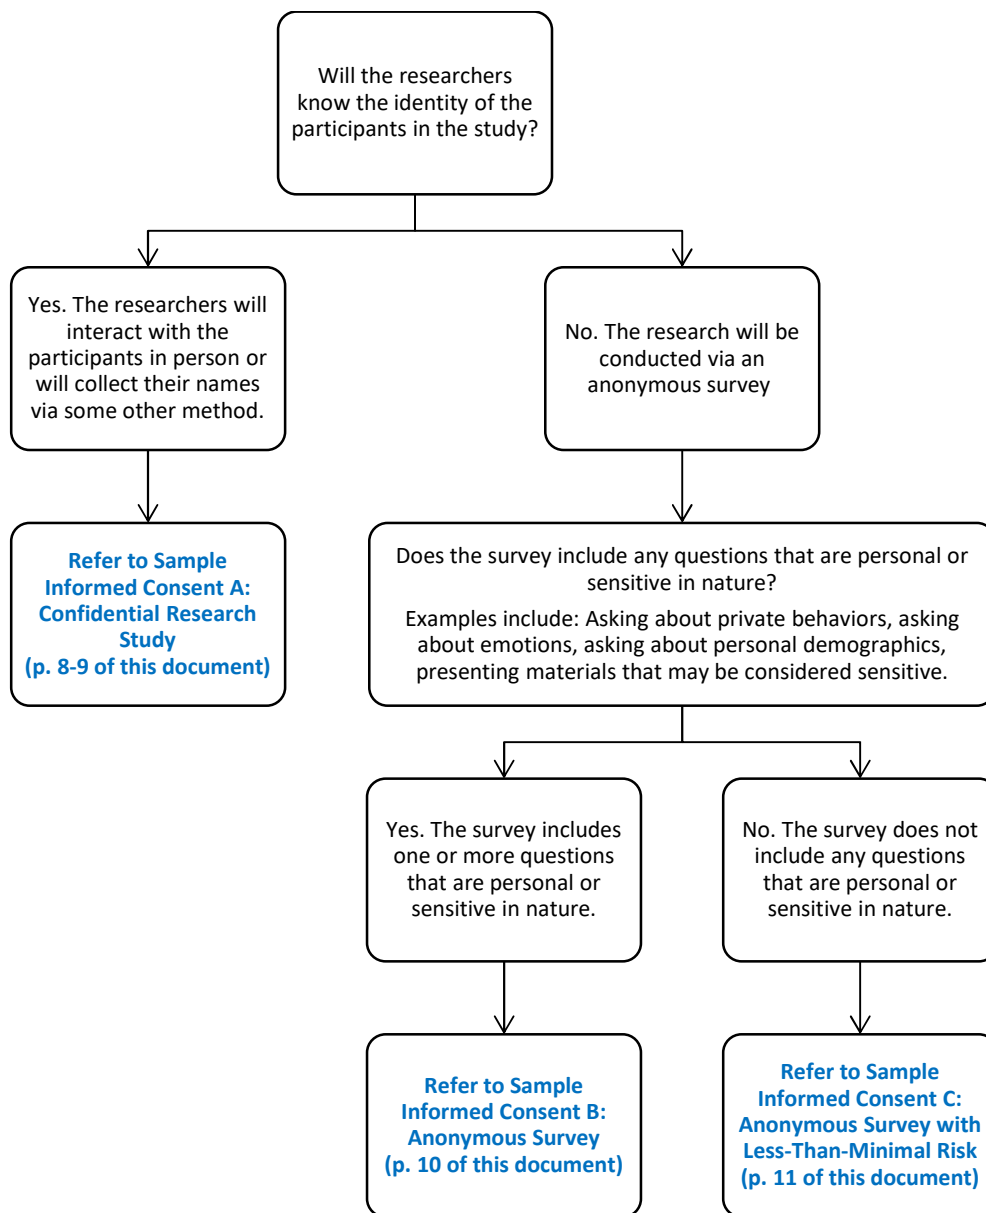 Will the researchers
know the identity of the
participants in the study?
Yes. The researchers will
interact with the
participants in person or
will collect their names
via some other method.
No. The research will be
conducted via an
anonymous survey
Refer to Sample
Informed Consent A:
Confidential Research
Study
(p. 8-9 of this document)
Does the survey include any questions that are personal or
sensitive in nature?
Examples include: Asking about private behaviors, asking
about emotions, asking about personal demographics,
presenting materials that may be considered sensitive.
Yes. The survey includes
one or more questions
that are personal or
sensitive in nature.
No. The survey does not
include any questions
that are personal or
sensitive in nature.
Refer to Sample
Informed Consent B:
Anonymous Survey
(p. 10 of this document)
Refer to Sample
Informed Consent C:
Anonymous Survey with
Less-Than-Minimal Risk
(p. 11 of this document)